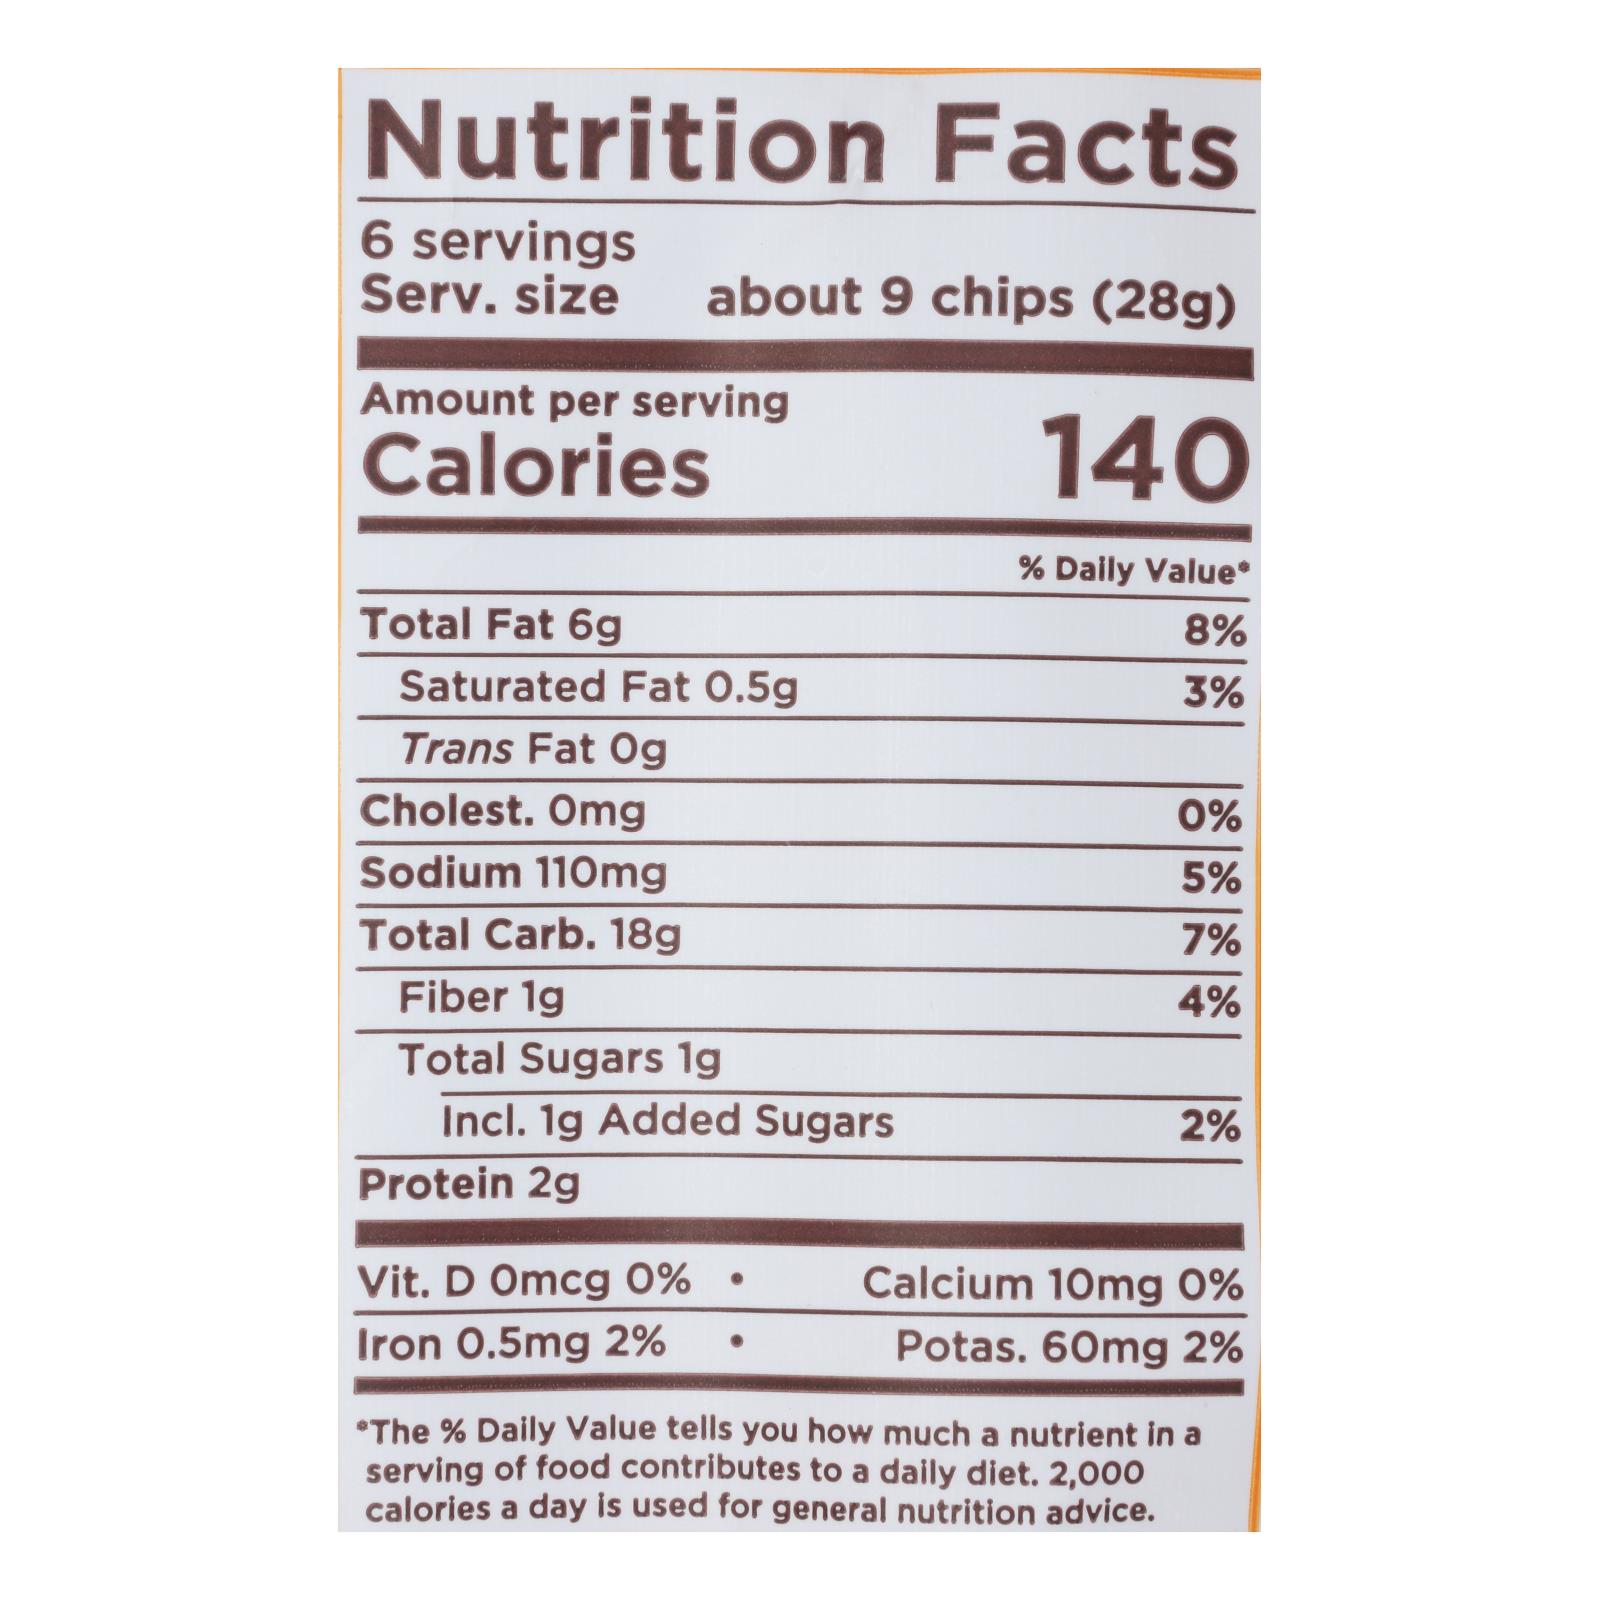 Nutrition Facts
6 servings
Serv. size about 9 chips (28g)
Amount per serving
Calories 140
% Daily Value*
Total Fat 6g 8%
Saturated Fat 0.5g 3%
Trans Fat 0g
Cholest. 0mg 0%
Sodium 110mg 5%
Total Carb. 18g 7%
Fiber 1g 4%
Total Sugars 1g
Incl. 1g Added Sugars 2%
Protein 2g
Vit. D 0mcg 0% • Calcium 10mg 0%
Iron 0.5mg 2% • Potas. 60mg 2%
*The % Daily Value tells you how much a nutrient in a
serving of food contributes to a daily diet. 2,000
calories a day is used for general nutrition advice.